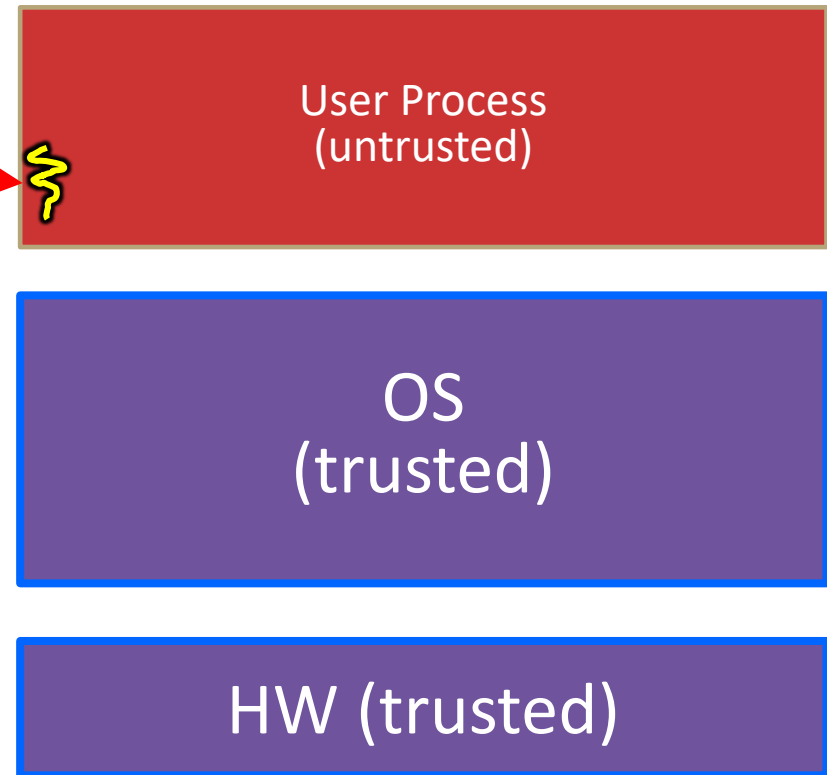 User Process
(untrusted)
OS
(trusted)
HW (trusted)